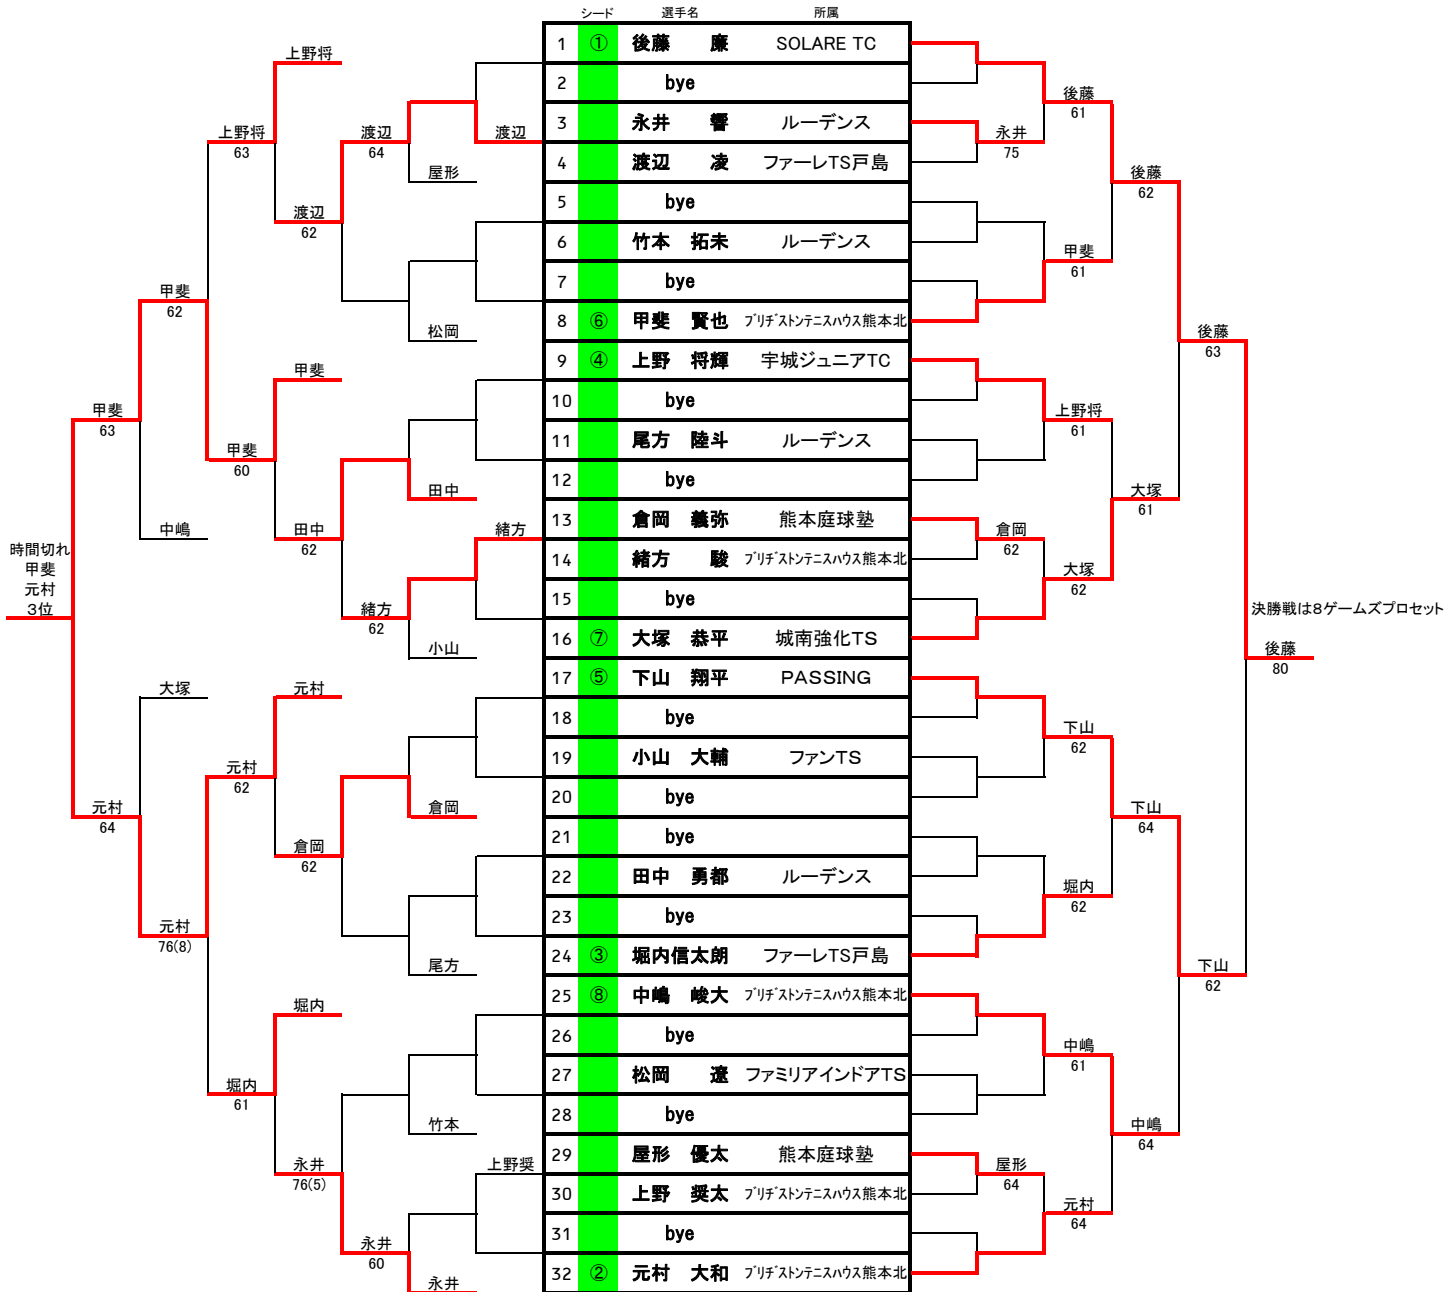 シード 選手名 所属
1 ① 後藤 廉 SOLARE TC
2 bye
3 永井 響 ルーデンス
4 渡辺 凌 ファーレTS戸島
5 bye
6 竹本 拓未 ルーデンス
7 bye
8 ⑥ 甲斐 賢也 ブリヂストンテニスハウス熊本北
9 ④ 上野 将輝 宇城ジュニアTC
10 bye
11 尾方 陸斗 ルーデンス
12 bye
13 倉岡 義弥 熊本庭球塾
14 緒方 駿 ブリヂストンテニスハウス熊本北
15 bye
16 ⑦ 大塚 恭平 城南強化TS
17 ⑤ 下山 翔平 PASSING
18 bye
19 小山 大輔 ファンTS
20 bye
21 bye
22 田中 勇都 ルーデンス
23 bye
24 ③ 堀内信太朗 ファーレTS戸島
25 ⑧ 中嶋 峻大 ブリヂストンテニスハウス熊本北
26 bye
27 松岡 遼 ファミリアインドアTS
28 bye
29 屋形 優太 熊本庭球塾
30 上野 奨太 ブリヂストンテニスハウス熊本北
31 bye
32 ② 元村 大和 ブリヂストンテニスハウス熊本北
上野将
上野将
63
渡辺
64
渡辺
屋形
渡辺
62
甲斐
62
松岡
甲斐
甲斐
63
甲斐
60
田中
中嶋
田中
62
緒方
時間切れ
甲斐
元村
3位
緒方
62
小山
大塚
元村
元村
62
元村
64
倉岡
倉岡
62
元村
76(8)
尾方
堀内
堀内
61
竹本
永井
76(5)
上野奨
永井
60
永井
後藤
61
永井
75
後藤
62
甲斐
61
後藤
63
上野将
61
大塚
61
倉岡
62
大塚
62
決勝戦は8ゲームズプロセット
後藤
80
下山
62
下山
64
堀内
62
下山
62
中嶋
61
中嶋
64
屋形
64
元村
64